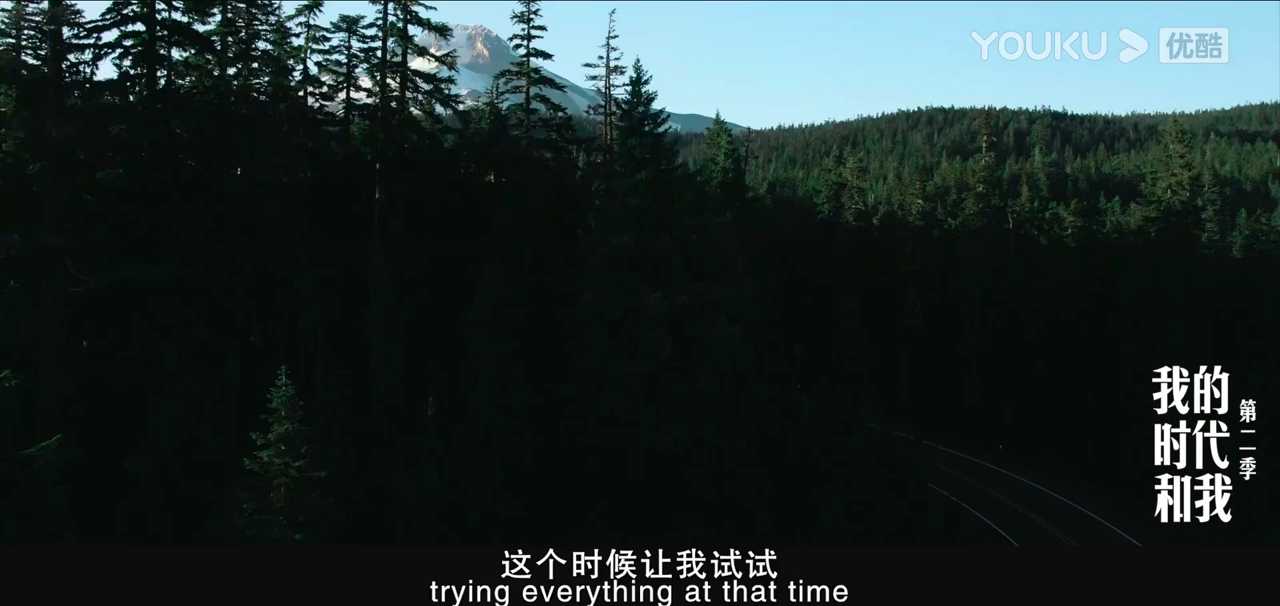 YOUKU 优酷
我的
时代
和我
第二季
这个时候让我试试
trying everything at that time